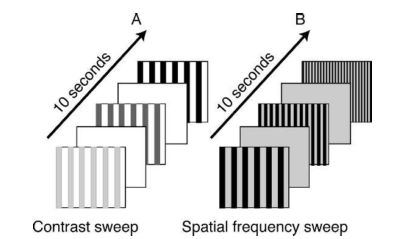 A
B
10 seconds
10 seconds
Contrast sweep
Spatial frequency sweep